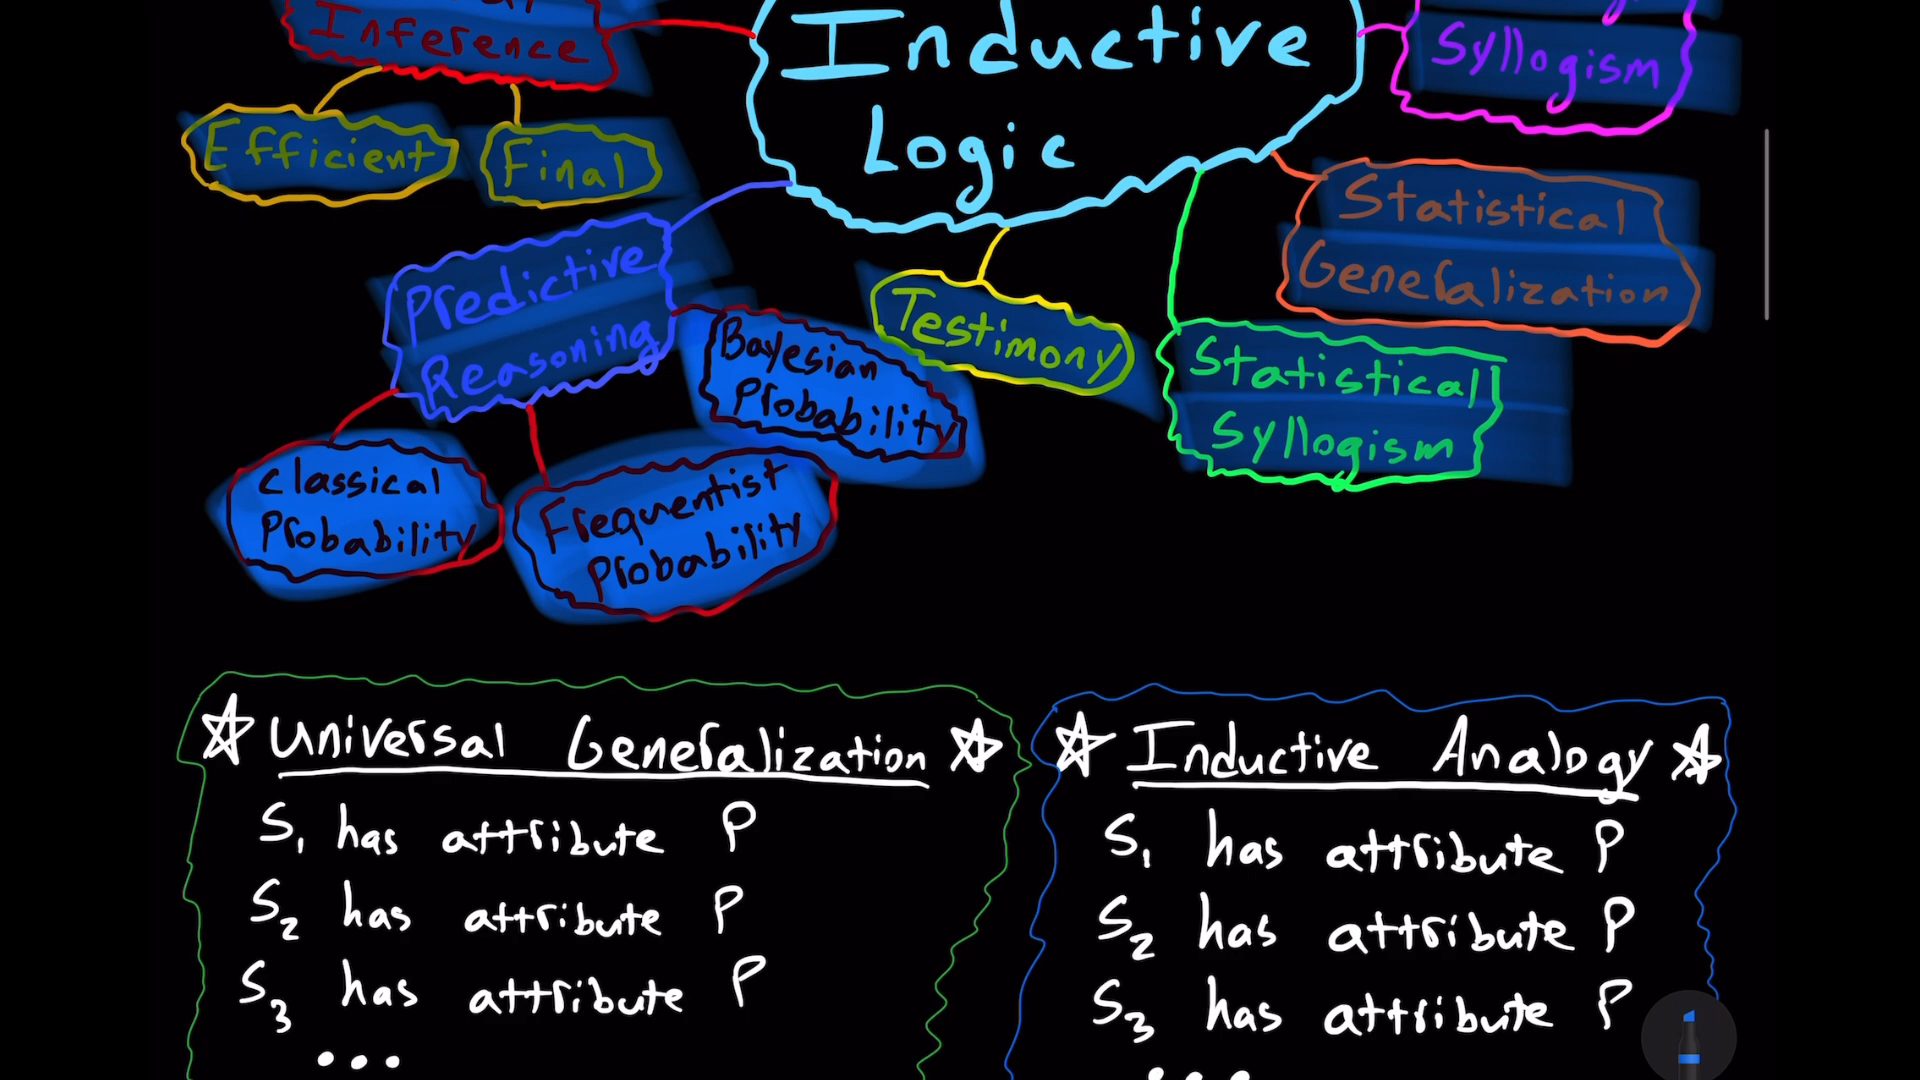 Inference
Efficient
Final
Inductive
Logic
Syllogism
Statistical
Generalization
Predictive
Reasoning
Bayesian
Probability
Testimony
Statistical
Syllogism
Classical
Probability
Frequentist
Probability
☆ Universal Generalization ☆
S₁ has attribute P
S₂ has attribute P
S₃ has attribute P
...
☆ Inductive Analogy ☆
S₁ has attribute P
S₂ has attribute P
S₃ has attribute P
...